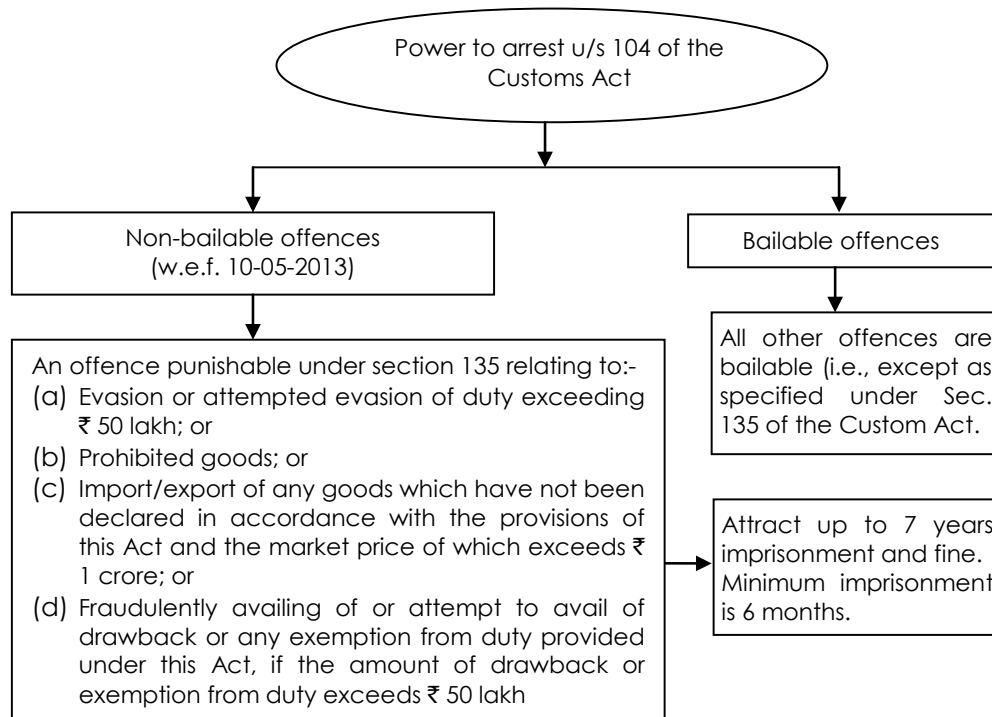 Power to arrest u/s 104 of the
Customs Act
Non-bailable offences
(w.e.f. 10-05-2013)
Bailable offences
An offence punishable under section 135 relating to:-
(a) Evasion or attempted evasion of duty exceeding
₹ 50 lakh; or
(b) Prohibited goods; or
(c) Import/export of any goods which have not been
declared in accordance with the provisions of
this Act and the market price of which exceeds ₹
1 crore; or
(d) Fraudulently availing of or attempt to avail of
drawback or any exemption from duty provided
under this Act, if the amount of drawback or
exemption from duty exceeds ₹ 50 lakh
All other offences are
bailable (i.e., except as
specified under Sec.
135 of the Custom Act.
Attract up to 7 years
imprisonment and fine.
Minimum imprisonment
is 6 months.